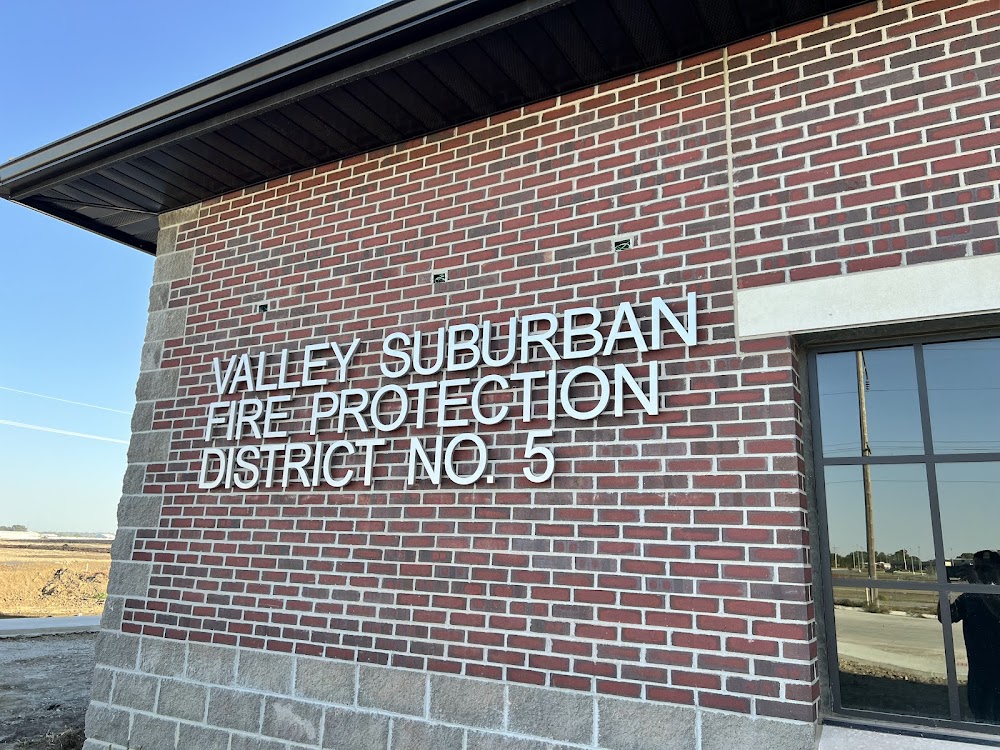 VALLEY SUBURBAN
FIRE PROTECTION
DISTRICT NO. 5